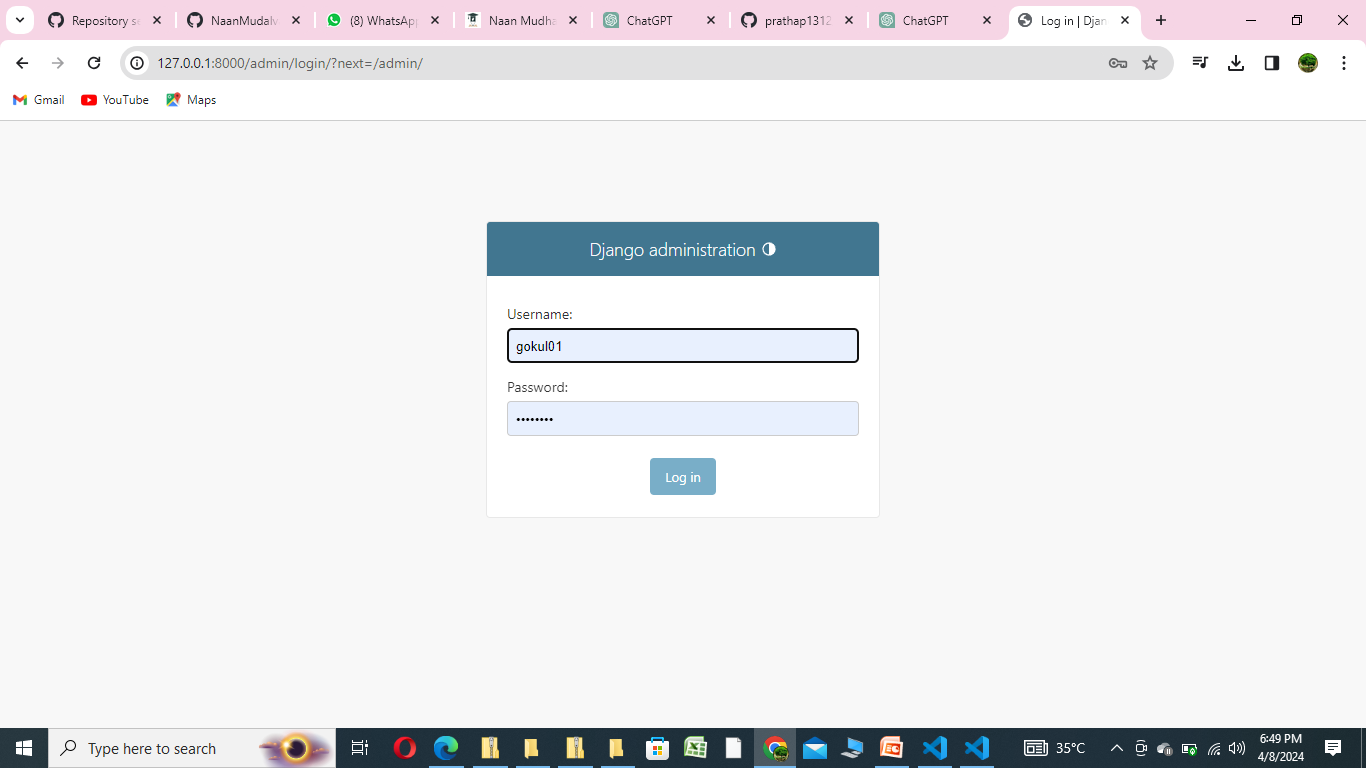 Repository se
NaanMudalv
(8) WhatsApp
Naan Mudha
ChatGPT
prathap1312
ChatGPT
Log in | Djan
127.0.0.1:8000/admin/login/?next=/admin/
Gmail
YouTube
Maps
Django administration
Username:
gokul01
Password:
••••••••
Log in
Type here to search
35°C
6:49 PM
4/8/2024